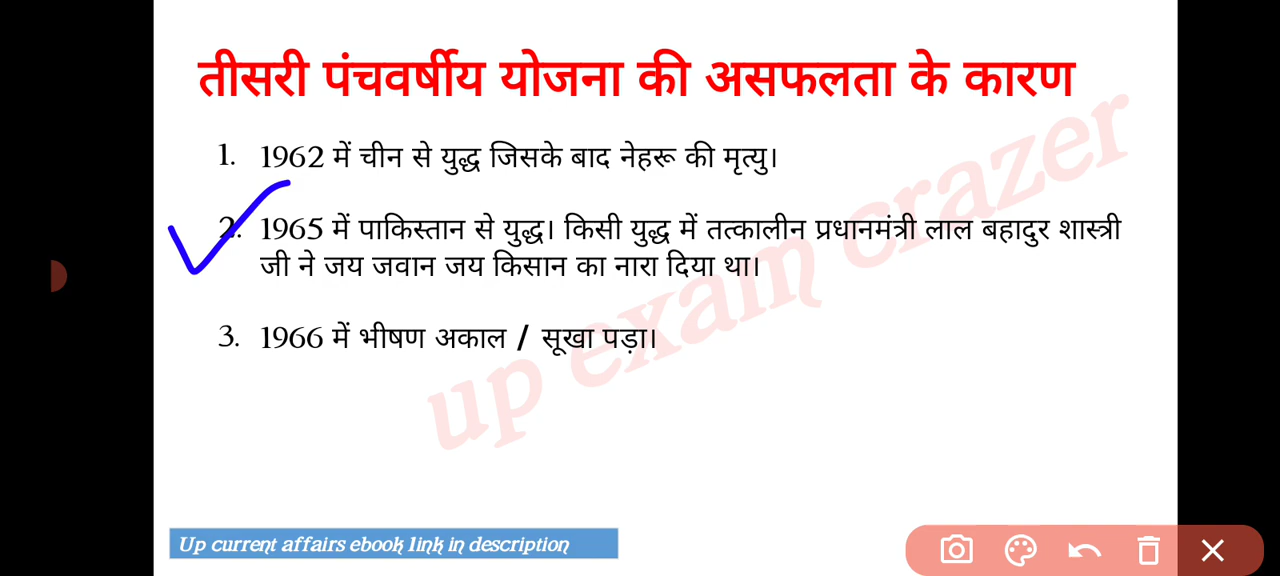 तीसरी पंचवर्षीय योजना की असफलता के कारण
1. 1962 में चीन से युद्ध जिसके बाद नेहरू की मृत्यु।
2. 1965 में पाकिस्तान से युद्ध। किसी युद्ध में तत्कालीन प्रधानमंत्री लाल बहादुर शास्त्री
जी ने जय जवान जय किसान का नारा दिया था।
3. 1966 में भीषण अकाल / सूखा पड़ा।
up exam crazer
Up current affairs ebook link in description